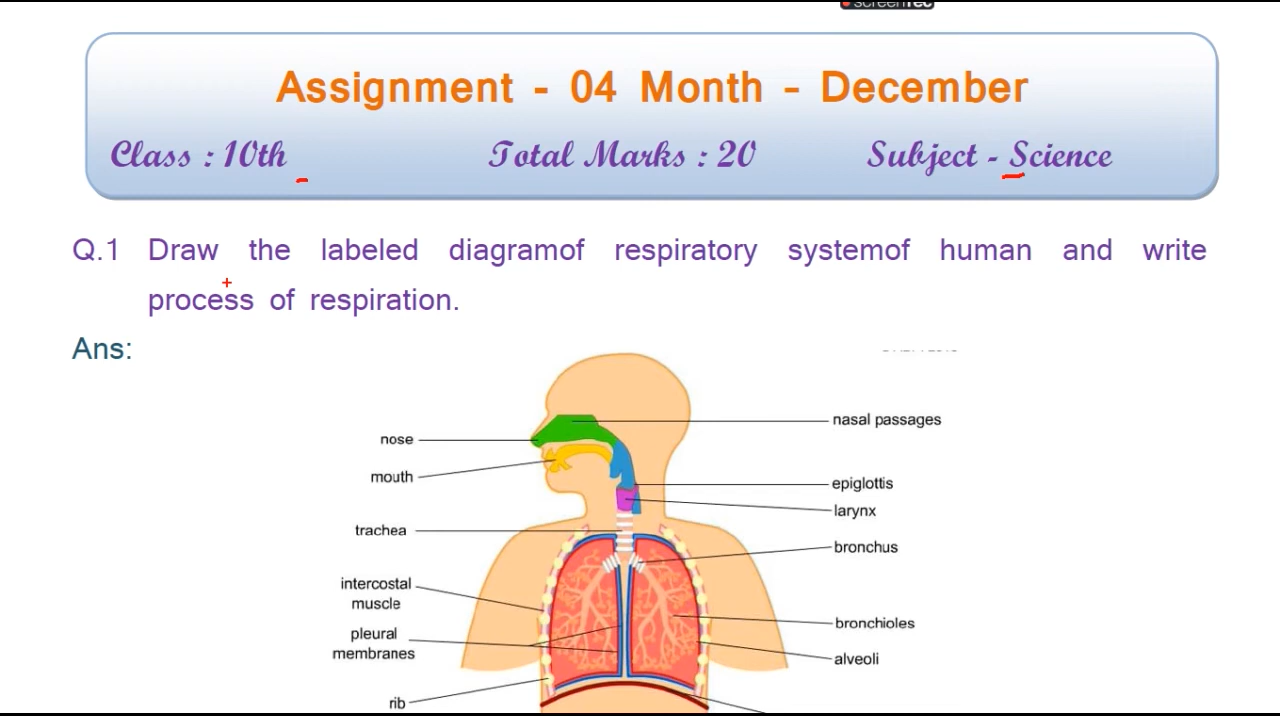 screenrec
Assignment - 04 Month - December
Class : 10th Total Marks : 20 Subject - Science
Q.1 Draw the labeled diagramof respiratory systemof human and write
process of respiration.
Ans:
nasal passages
nose
mouth
epiglottis
larynx
trachea
bronchus
intercostal
muscle
bronchioles
pleural
membranes
alveoli
rib